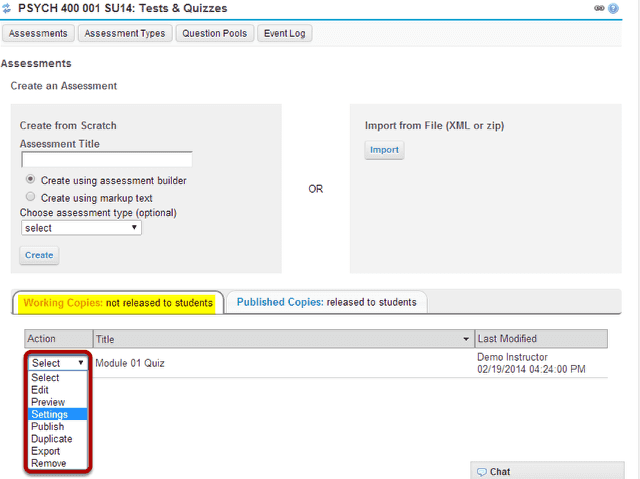 PSYCH 400 001 SU14: Tests & Quizzes
Assessments Assessment Types Question Pools Event Log
Assessments
Create an Assessment
Create from Scratch
Assessment Title
Create using assessment builder
Create using markup text
Choose assessment type (optional)
select
Create
OR
Import from File (XML or zip)
Import
Working Copies: not released to students
Published Copies: released to students
Action Title Last Modified
Select Module 01 Quiz Demo Instructor
02/19/2014 04:24:00 PM
Select
Edit
Preview
Settings
Publish
Duplicate
Export
Remove
Chat